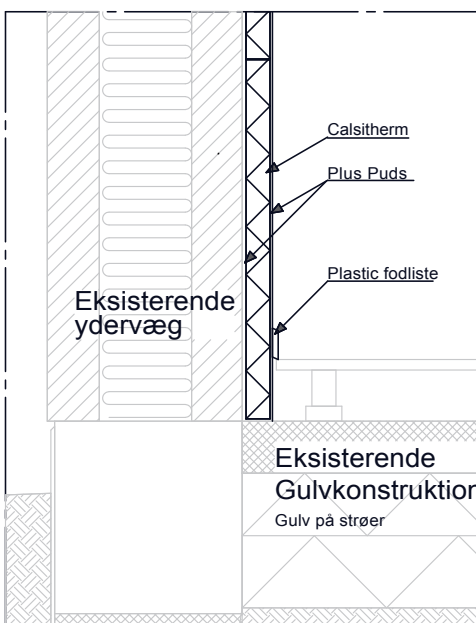 Calsitherm
Plus Puds
Plastic fodliste
Eksisterende
ydervæg
Eksisterende
Gulvkonstruktion
Gulv på strøer